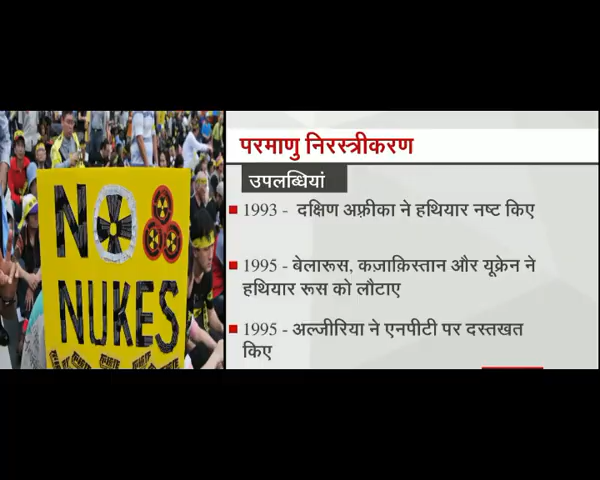 NO
NUKES
परमाणु निरस्त्रीकरण
उपलब्धियां
1993 - दक्षिण अफ़्रीका ने हथियार नष्ट किए
1995 - बेलारूस, कज़ाक़िस्तान और यूक्रेन ने
हथियार रूस को लौटाए
1995 - अल्जीरिया ने एनपीटी पर दस्तखत
किए